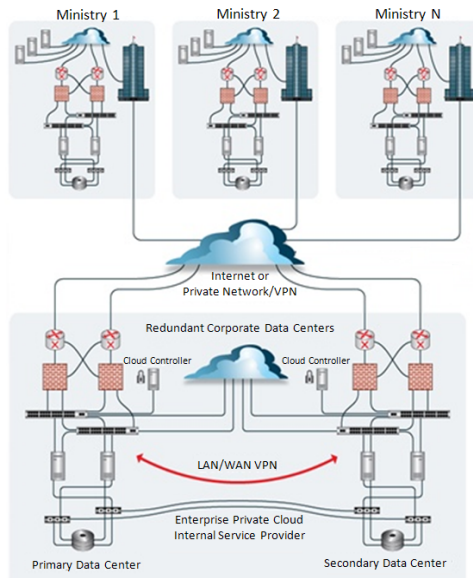 Ministry 1
Ministry 2
Ministry N
Internet or
Private Network/VPN
Redundant Corporate Data Centers
Cloud Controller
Cloud Controller
LAN/WAN VPN
Enterprise Private Cloud
Internal Service Provider
Primary Data Center
Secondary Data Center